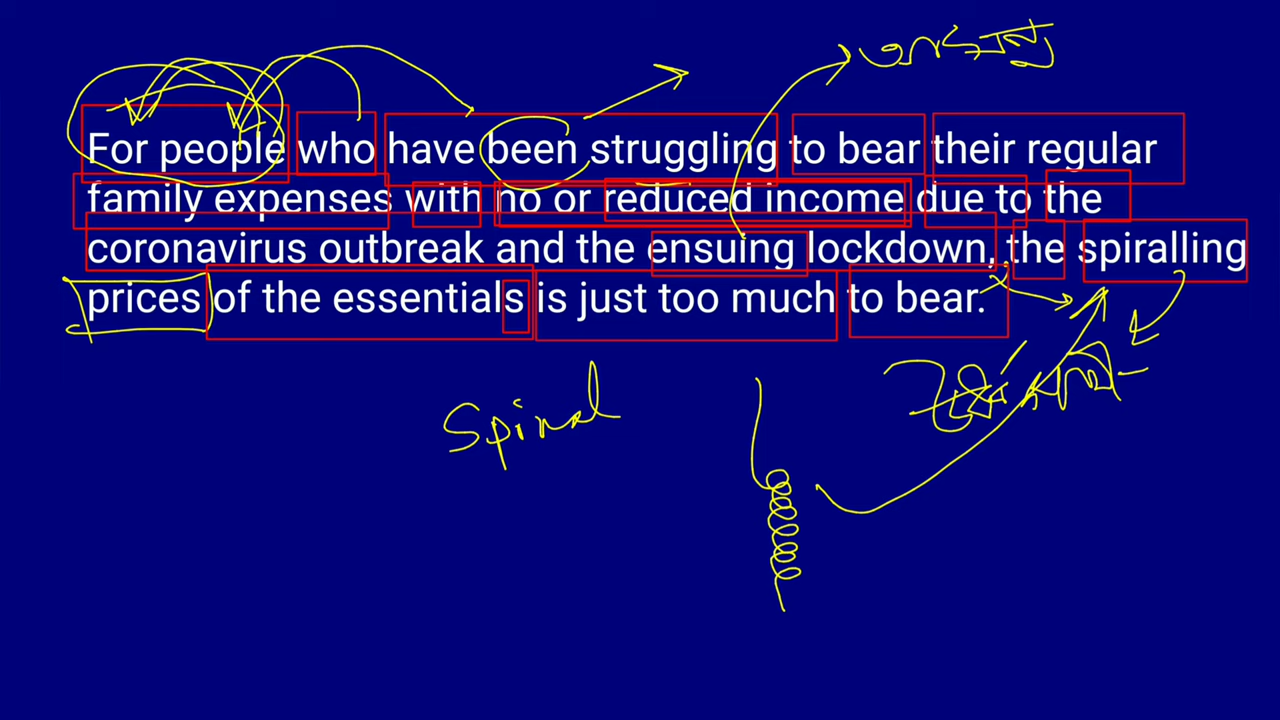 For people who have been struggling to bear their regular
family expenses with no or reduced income due to the
coronavirus outbreak and the ensuing lockdown, the spiralling
prices of the essentials is just too much to bear.
Spiral